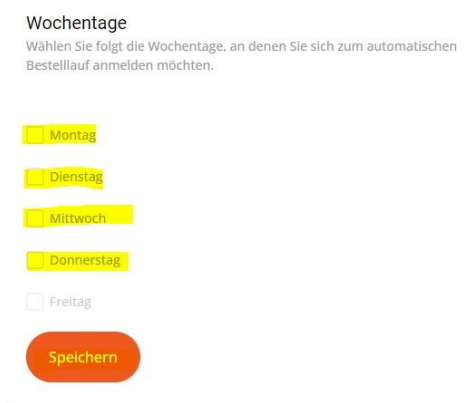 Wochentage
Wählen Sie folgt die Wochentage, an denen Sie sich zum automatischen
Bestelllauf anmelden möchten.
Montag
Dienstag
Mittwoch
Donnerstag
Freitag
Speichern